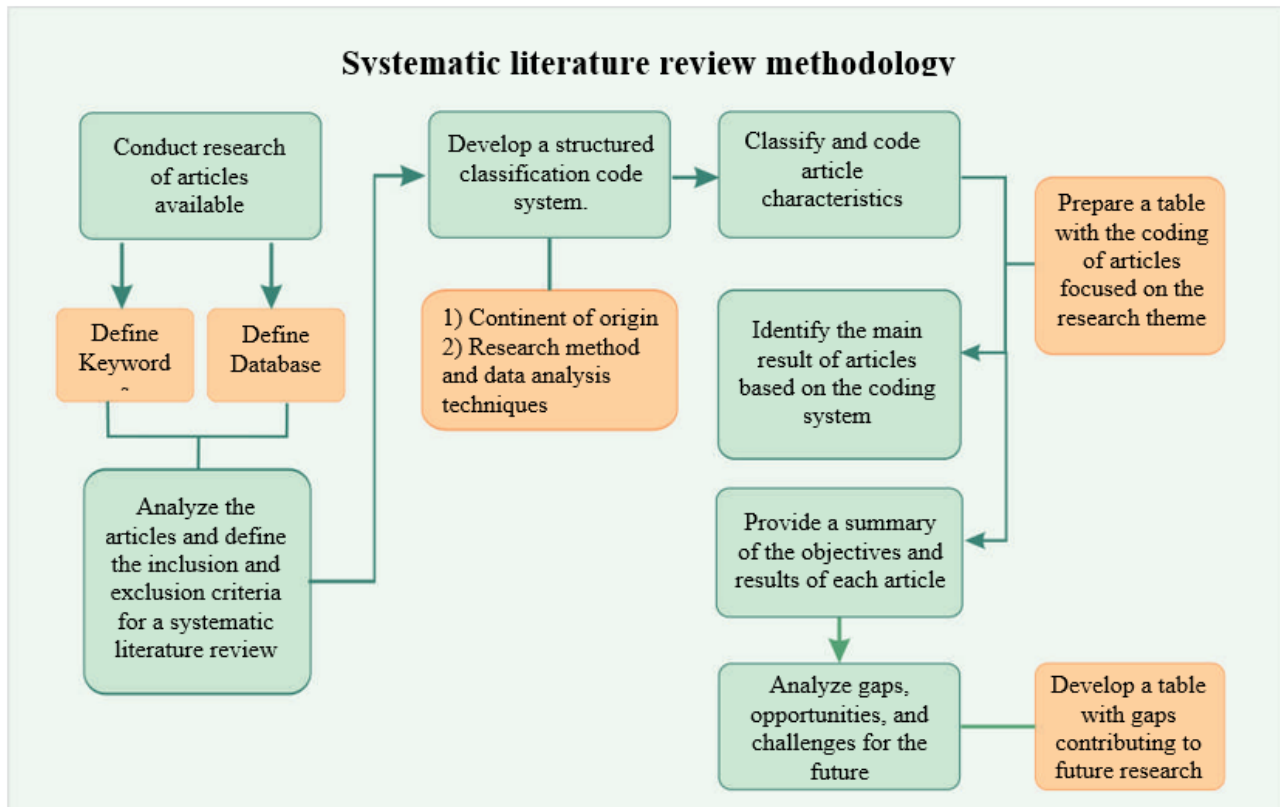 Systematic literature review methodology
Conduct research
of articles
available
Define
Keyword
Define
Database
Analyze the
articles and define
the inclusion and
exclusion criteria
for a systematic
literature review
Develop a structured
classification code
system.
1) Continent of origin
2) Research method
and data analysis
techniques
Classify and code
article
characteristics
Prepare a table
with the coding
of articles
focused on the
research theme
Identify the main
result of articles
based on the coding
system
Provide a summary
of the objectives and
results of each article
Analyze gaps,
opportunities, and
challenges for the
future
Develop a table
with gaps
contributing to
future research